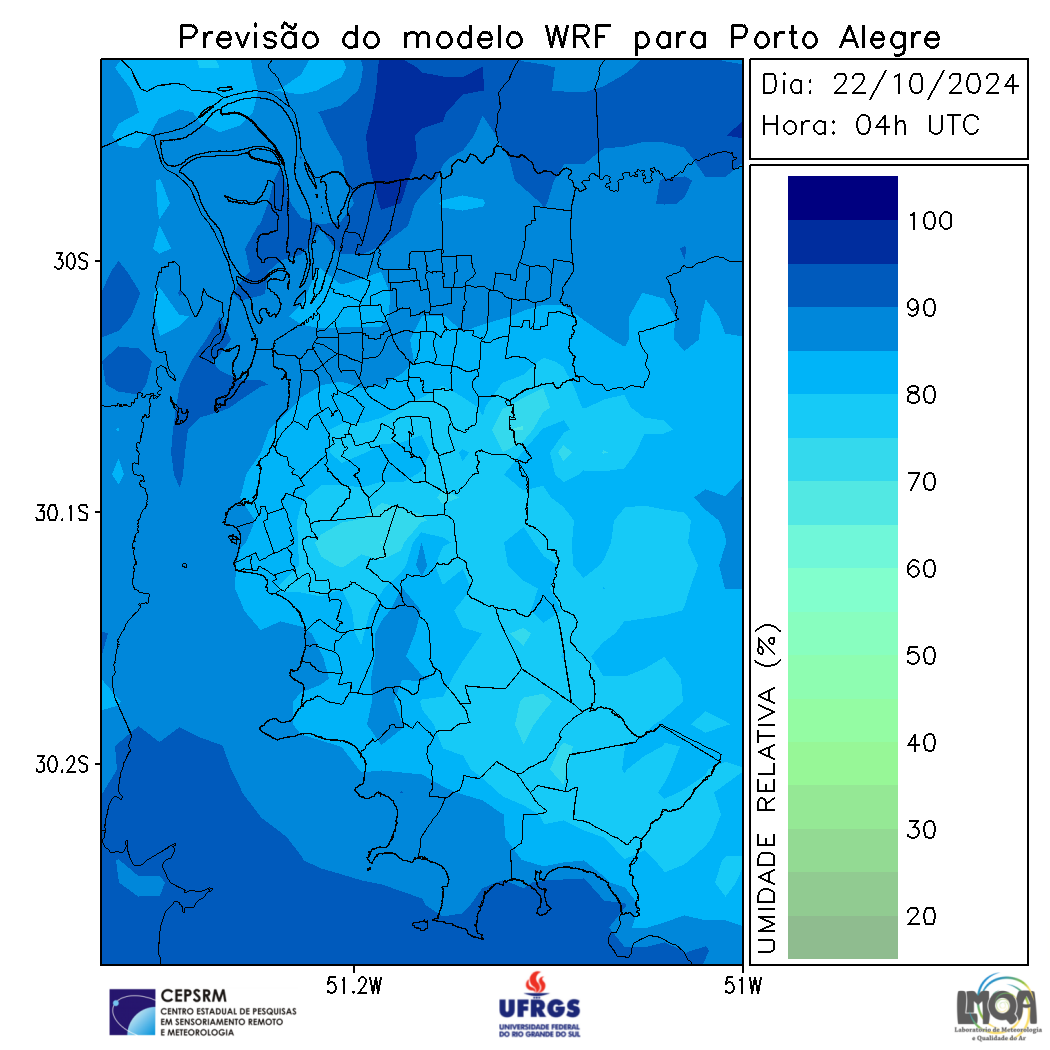 Previsão do modelo WRF para Porto Alegre
Dia: 22/10/2024
Hora: 04h UTC
100
90
80
70
60
50
40
30
20
UMIDADE RELATIVA (%)
30S
30.1S
30.2S
51.2W
51W
CEPSRM
CENTRO ESTADUAL DE PESQUISAS
EM SENSORIAMENTO REMOTO
E METEOROLOGIA
UFRGS
UNIVERSIDADE FEDERAL
DO RIO GRANDE DO SUL
LMQA
Laboratório de Meteorologia
e Qualidade do Ar